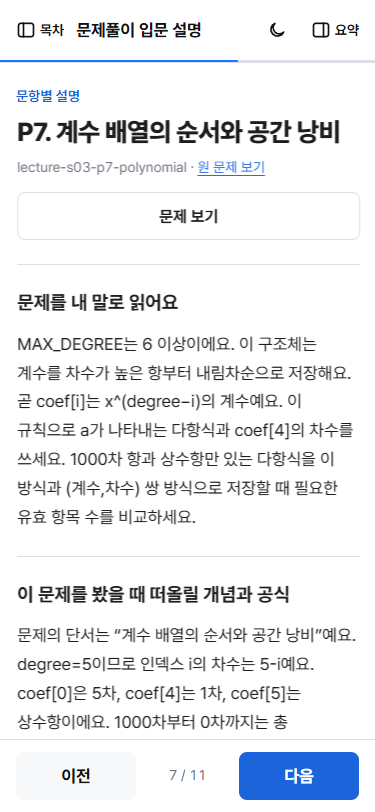 목차 문제풀이 입문 설명 요약
문항별 설명
P7. 계수 배열의 순서와 공간 낭비
lecture-s03-p7-polynomial · 원 문제 보기
문제 보기
문제를 내 말로 읽어요
MAX_DEGREE는 6 이상이에요. 이 구조체는
계수를 차수가 높은 항부터 내림차순으로 저장해요.
곧 coef[i]는 x^(degree−i)의 계수예요. 이
규칙으로 a가 나타내는 다항식과 coef[4]의 차수를
쓰세요. 1000차 항과 상수항만 있는 다항식을 이
방식과 (계수,차수) 쌍 방식으로 저장할 때 필요한
유효 항목 수를 비교하세요.
이 문제를 봤을 때 떠올릴 개념과 공식
문제의 단서는 “계수 배열의 순서와 공간 낭비”예요.
degree=5이므로 인덱스 i의 차수는 5-i예요.
coef[0]은 5차, coef[4]는 1차, coef[5]는
상수항이에요. 1000차부터 0차까지는 총
이전 7 / 11 다음